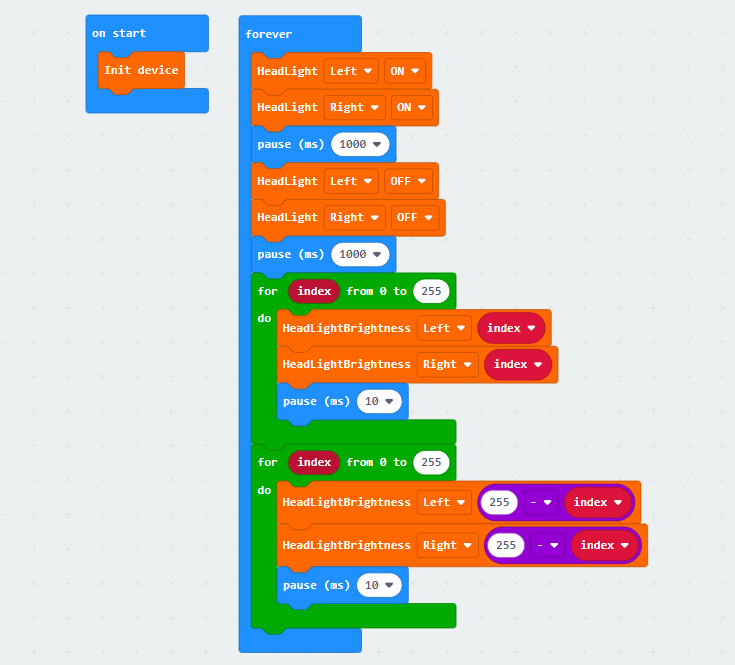 on start
Init device
forever
HeadLight Left ON
HeadLight Right ON
pause (ms) 1000
HeadLight Left OFF
HeadLight Right OFF
pause (ms) 1000
for index from 0 to 255
do
HeadLightBrightness Left index
HeadLightBrightness Right index
pause (ms) 10
for index from 0 to 255
do
HeadLightBrightness Left 255 - index
HeadLightBrightness Right 255 - index
pause (ms) 10